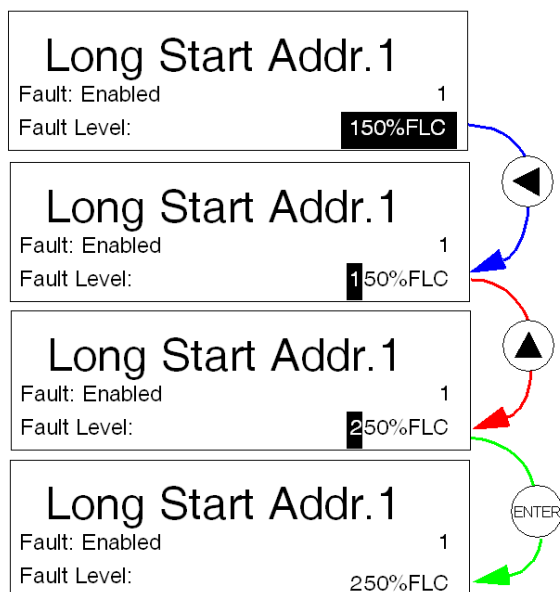 Long Start Addr.1
Fault: Enabled 1
Fault Level: 150%FLC
Long Start Addr.1
Fault: Enabled 1
Fault Level: 150%FLC
Long Start Addr.1
Fault: Enabled 1
Fault Level: 250%FLC
Long Start Addr.1
ENTER
Fault: Enabled 1
Fault Level: 250%FLC